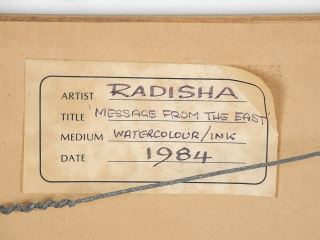 ARTIST RADISHA
TITLE 'MESSAGE FROM THE EAST'
MEDIUM WATERCOLOUR/INK
DATE 1984